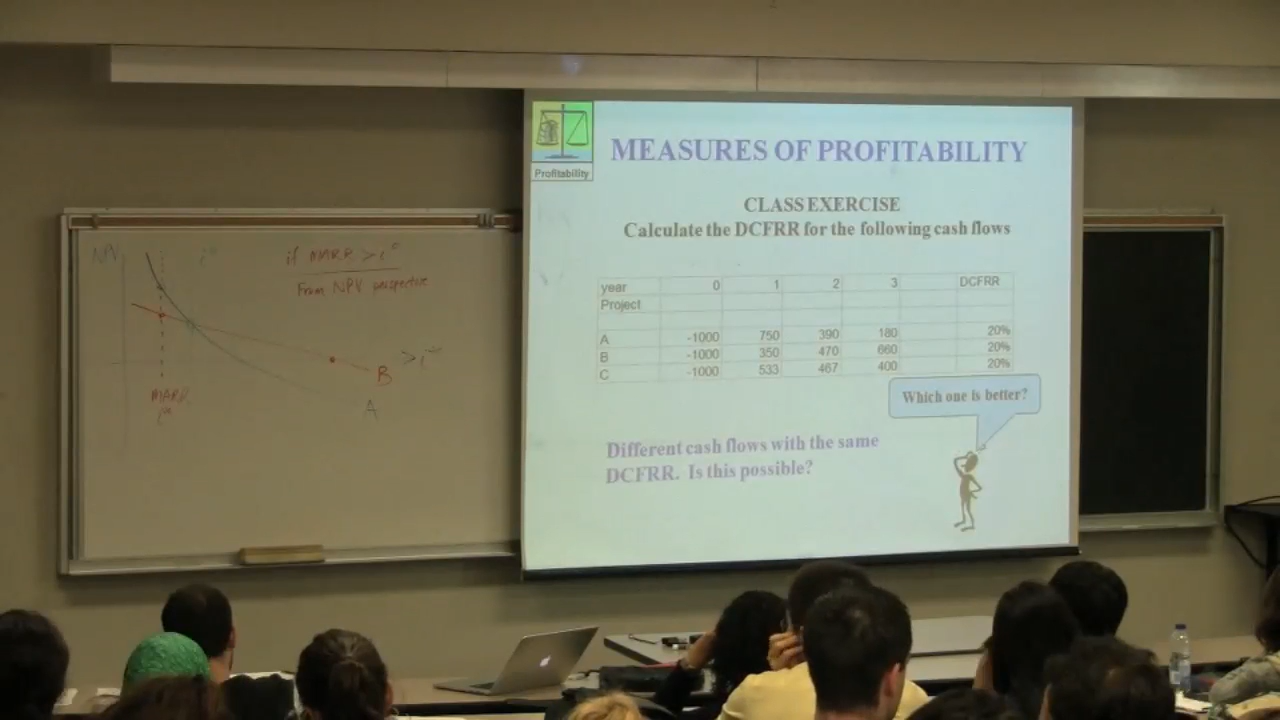 NPV
i*
if MARR > i*
From NPV perspective
MARR
B
> i*
A
Profitability
MEASURES OF PROFITABILITY
CLASS EXERCISE
Calculate the DCFRR for the following cash flows
year 0 1 2 3 DCFRR
Project
A -1000 750 390 180 20%
B -1000 350 470 660 20%
C -1000 533 467 400 20%
Which one is better?
Different cash flows with the same
DCFRR. Is this possible?